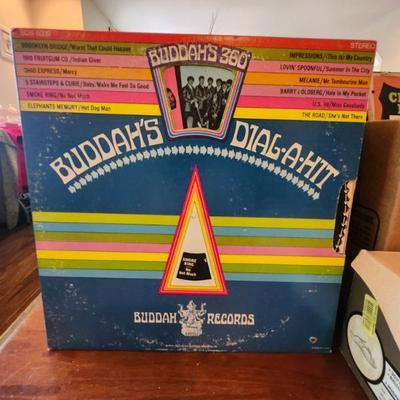 STEREO
BROOKLYN BRIDGE/Worst That Could Happen
1910 FRUITGUM CO./Indian Giver
OHIO EXPRESS/Mercy
5 STAIRSTEPS & CUBIE/Baby, Make Me Feel So Good
SMOKE RING/No Not Much
ELEPHANTS MEMORY/Hot Dog Man
BUDDAH'S 360°
IMPRESSIONS/This is My Country
LOVIN' SPOONFUL/Summer In The City
MELANIE/Mr. Tambourine Man
BARRY GOLDBERG/Hole in My Pocket
U.S. 69/Miss Goodbody
THE ROAD/She's Not There
BUDDAH'S DIAL-A-HIT
SMOKE
RING
No
Not Much
BUDDAH RECORDS